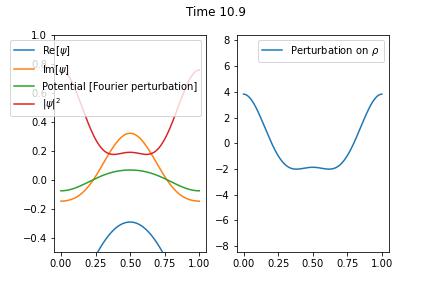 Time 10.9
Re[ψ]
Im[ψ]
Potential [Fourier perturbation]
|ψ|²
1.0
0.8
0.6
0.4
0.2
0.0
−0.2
−0.4
0.00 0.25 0.50 0.75 1.00
Perturbation on ρ
8
6
4
2
0
−2
−4
−6
−8
0.00 0.25 0.50 0.75 1.00